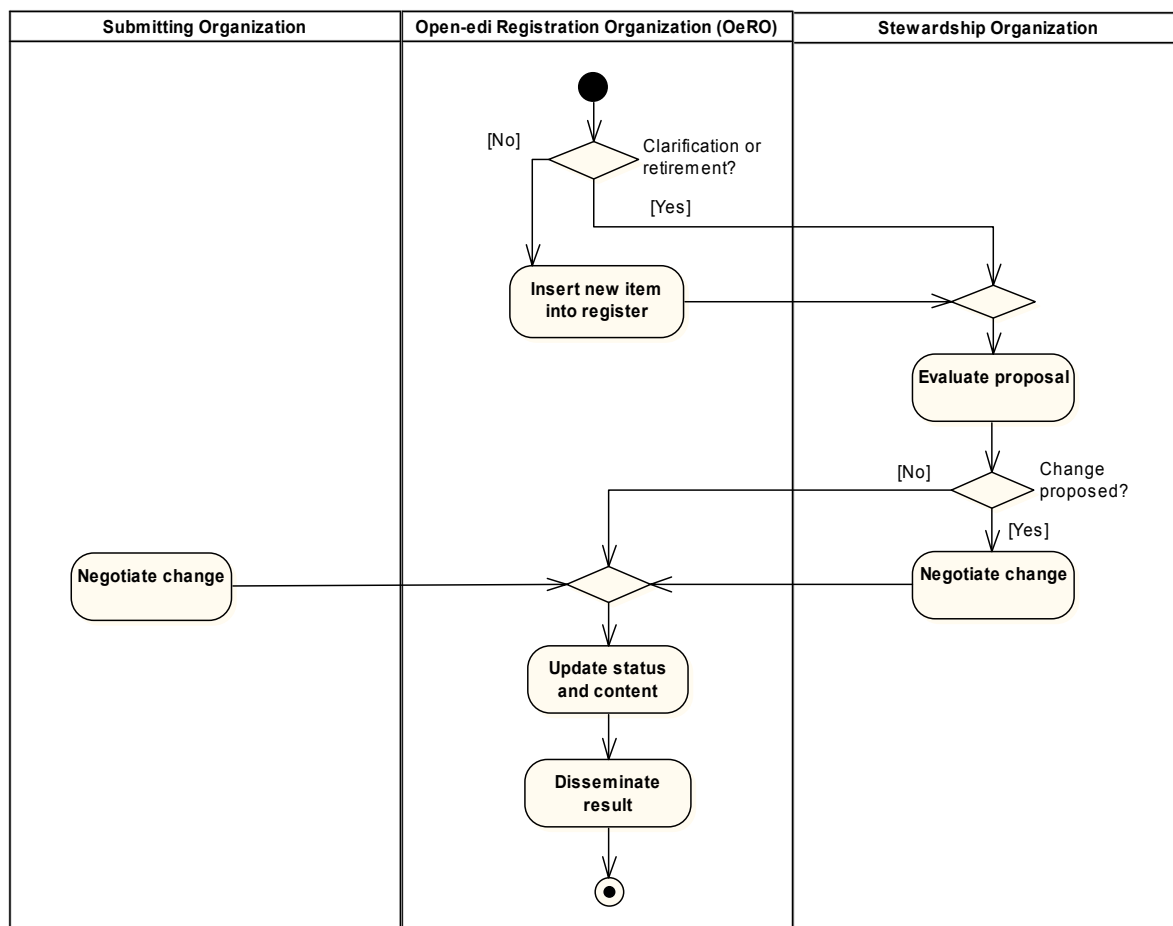 Submitting Organization
Open-edi Registration Organization (OeRO)
Stewardship Organization
[No]
Clarification or
retirement?
[Yes]
Insert new item
into register
Evaluate proposal
[No]
Change
proposed?
[Yes]
Negotiate change
Negotiate change
Update status
and content
Disseminate
result